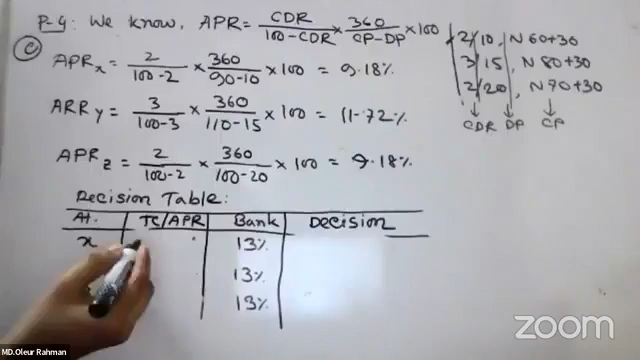 P-4: We know, APR = CDR/100-CDR × 360/CP-DP × 100
2/10, N 60+30
3/15, N 80+30
2/20, N 70+30
CDR DP CP
(c)
APRx = 2/100-2 × 360/90-10 × 100 = 9.18%
ARRy = 3/100-3 × 360/110-15 × 100 = 11.72%
APRz = 2/100-2 × 360/100-20 × 100 = 9.18%
Decision Table:
At. TC/APR Bank Decision
x 13%
13%
13%
MD.Oleur Rahman
zoom